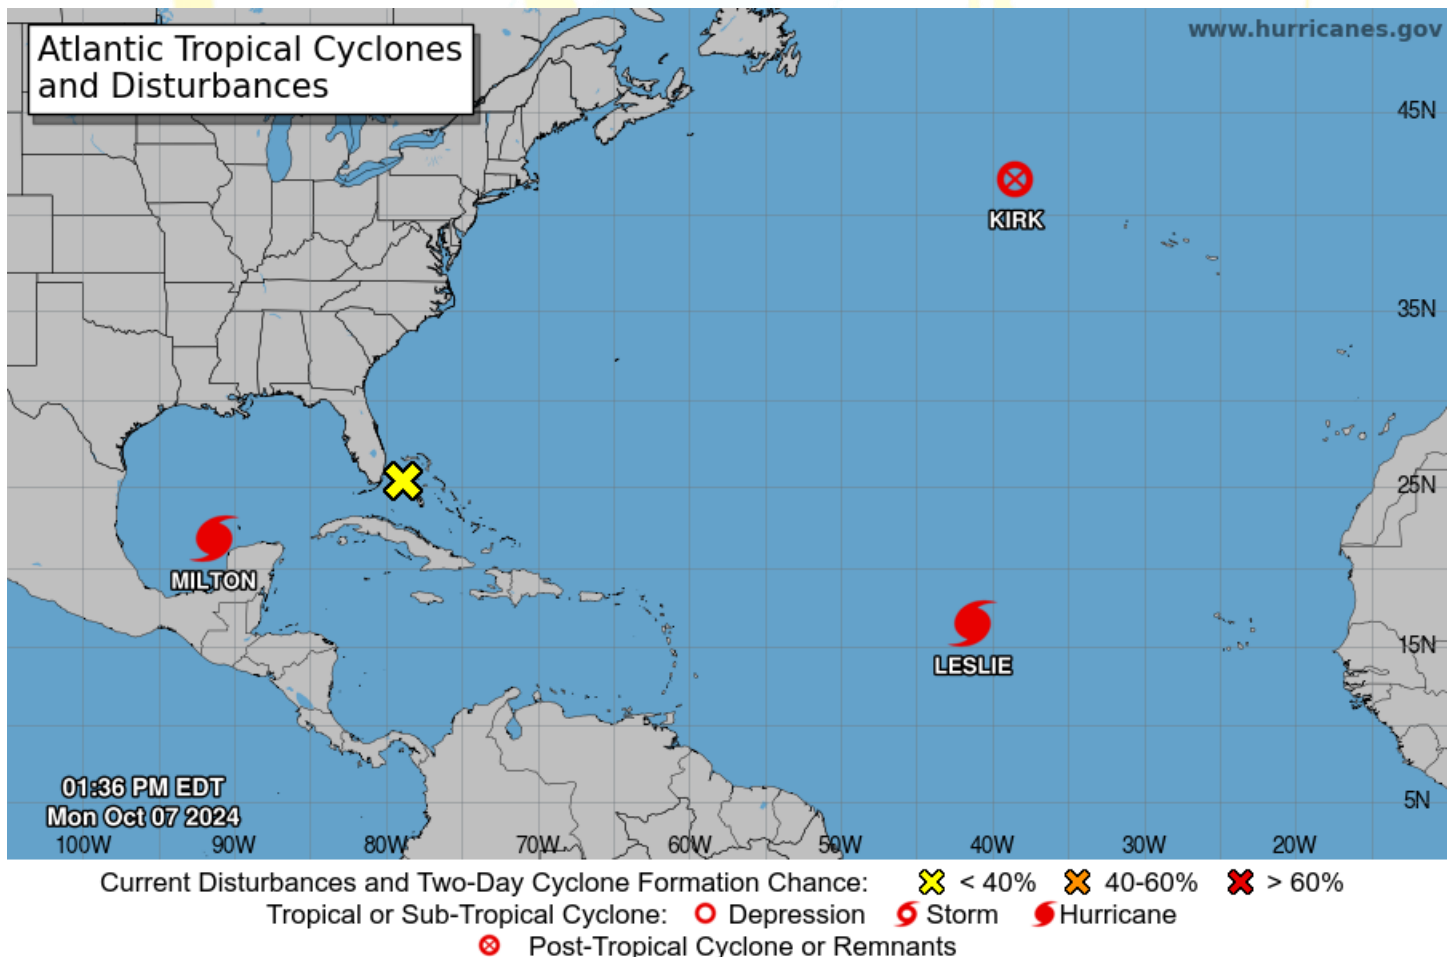 www.hurricanes.gov
Atlantic Tropical Cyclones
and Disturbances
45N
KIRK
35N
25N
MILTON
15N
LESLIE
01:36 PM EDT
Mon Oct 07 2024
5N
100W 90W 80W 70W 60W 50W 40W 30W 20W
Current Disturbances and Two-Day Cyclone Formation Chance: < 40% 40-60% > 60%
Tropical or Sub-Tropical Cyclone: Depression Storm Hurricane
Post-Tropical Cyclone or Remnants